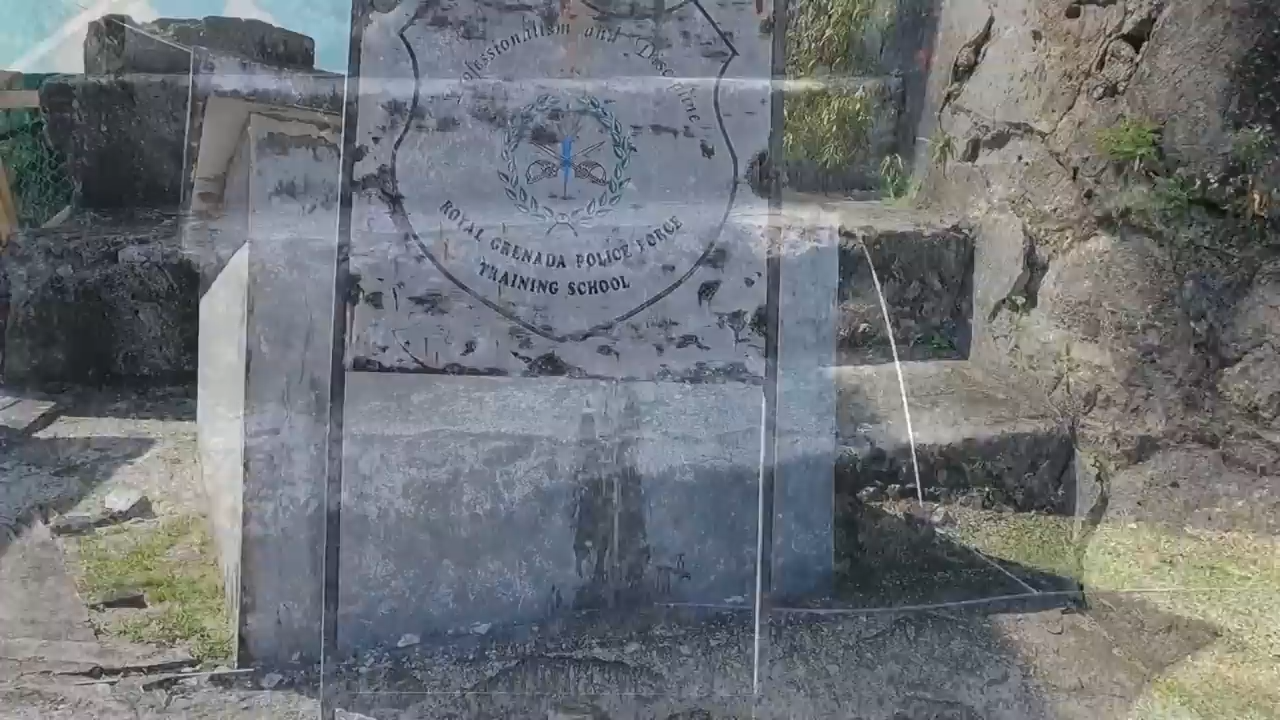 Professionalism and Discipline
ROYAL GRENADA POLICE FORCE
TRAINING SCHOOL